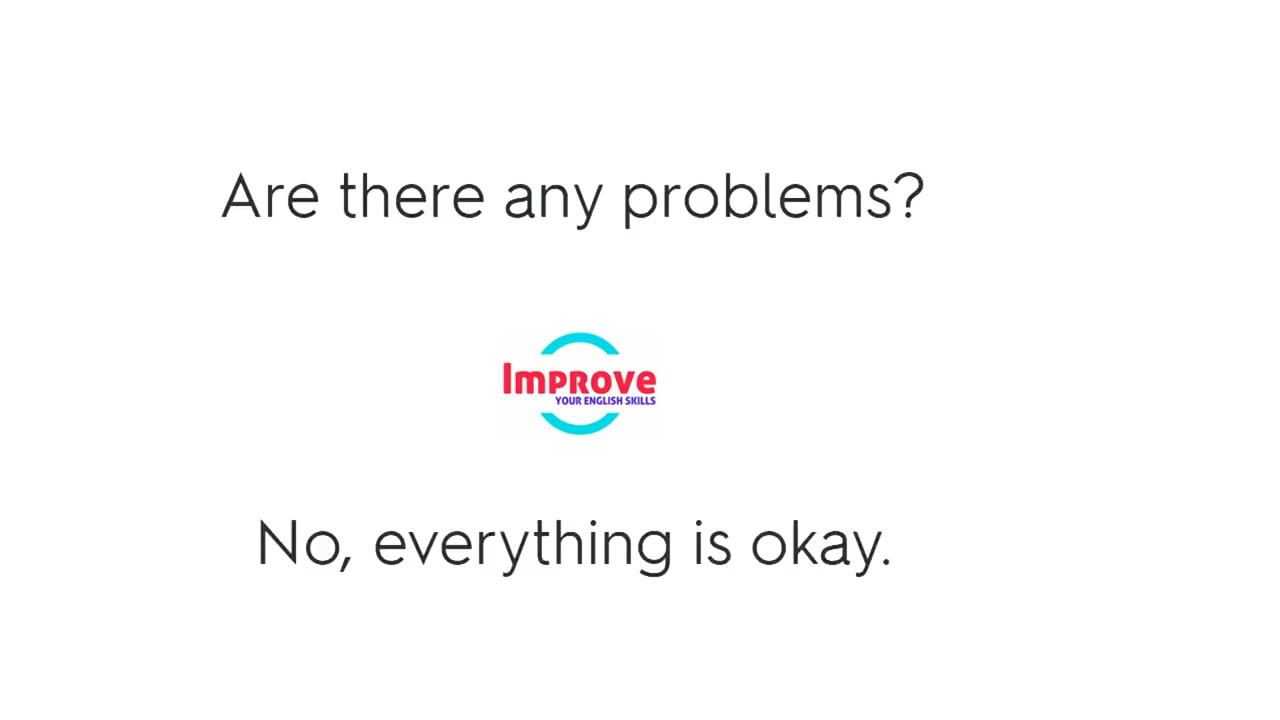 Are there any problems?
Improve
YOUR ENGLISH SKILLS
No, everything is okay.